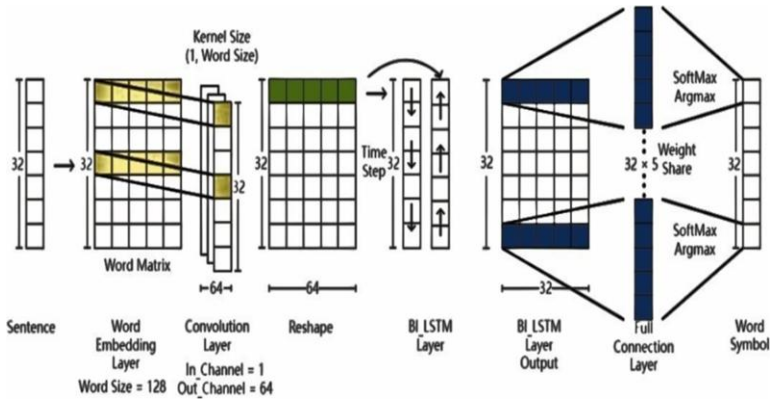 Kernel Size
(1, Word Size)
32
32
32
32
Time
Step
32
32
SoftMax
Argmax
Weight
Share
32 × 5
SoftMax
Argmax
32
Word Matrix
64
64
32
Sentence
Word
Embedding
Layer
Word Size = 128
Convolution
Layer
In_Channel = 1
Out_Channel = 64
Reshape
BI_LSTM
Layer
BI_LSTM
Layer
Output
Full
Connection
Layer
Word
Symbol